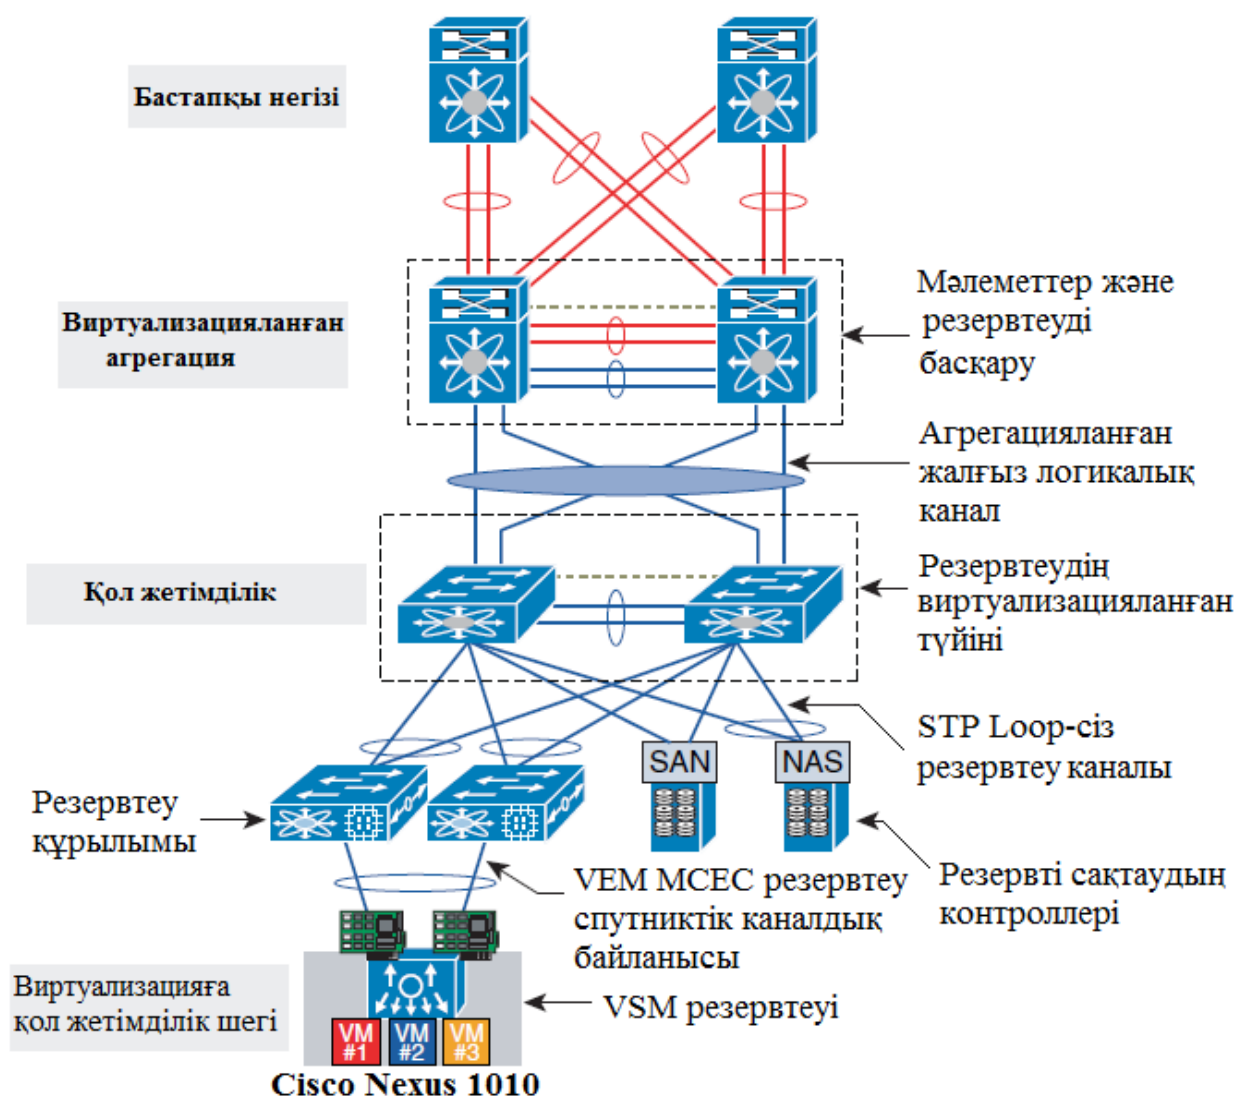 Бастапқы негізі
Виртуализацияланған
агрегация
Мәлеметтер және
резервтеуді
басқару
Агрегацияланған
жалғыз логикалық
канал
Қол жетімділік
Резервтеудің
виртуализацияланған
түйіні
STP Loop-сіз
резервтеу каналы
SAN
NAS
Резервтеу
құрылымы
VEM MCEC резервтеу
спутниктік каналдық
байланысы
Резервті сақтаудың
контроллері
Виртуализацияға
қол жетімділік шегі
VSM резервтеуі
VM
#1
VM
#2
VM
#3
Cisco Nexus 1010